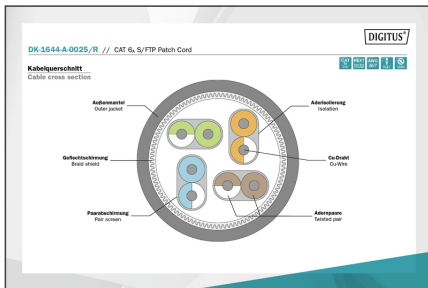 DIGITUS®
DK-1644-A-0025/R // CAT 6A S/FTP Patch Cord
Kabelquerschnitt
Cable cross section
Außenmantel
Outer jacket
Aderisolierung
Isolation
Geflechtschirmung
Braid shield
Cu-Draht
Cu-Wire
Paarabschirmung
Pair screen
Adernpaare
Twisted pair